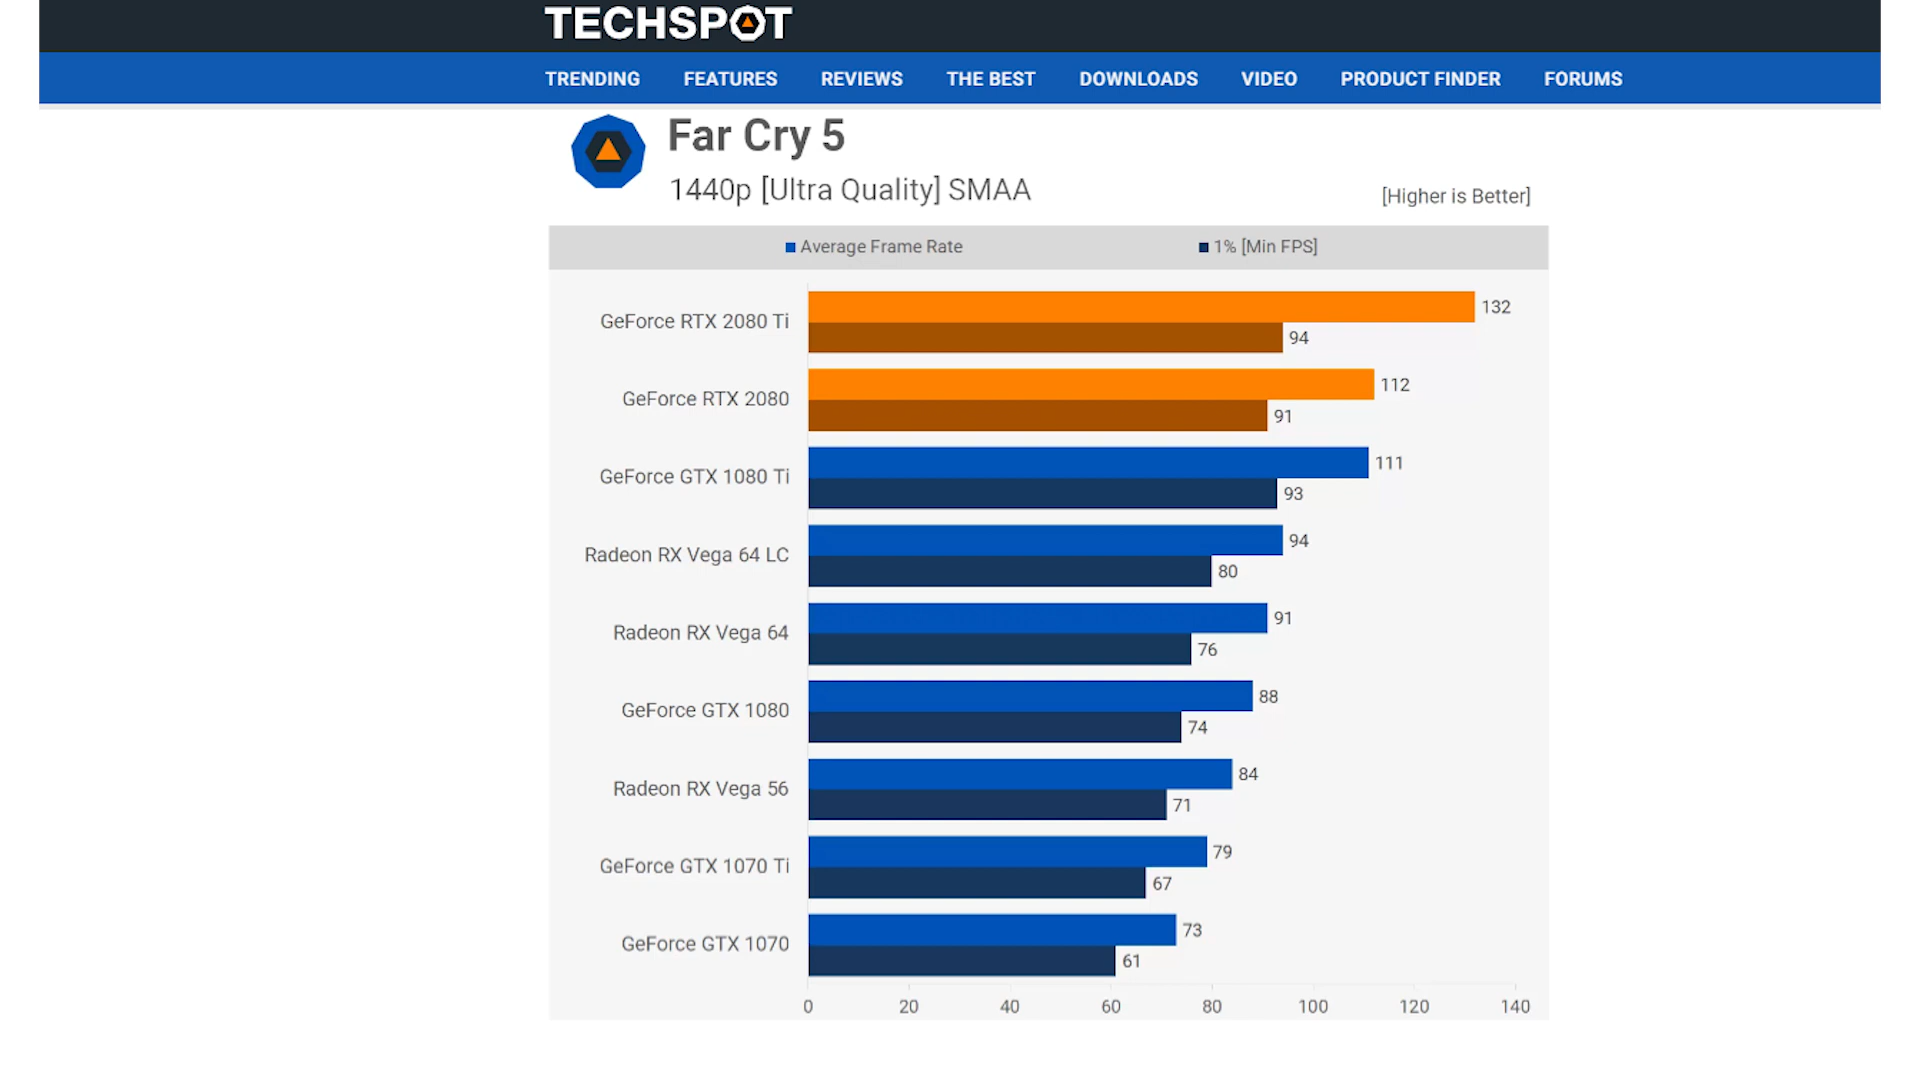 TECHSPOT
TRENDING FEATURES REVIEWS THE BEST DOWNLOADS VIDEO PRODUCT FINDER FORUMS
Far Cry 5
1440p [Ultra Quality] SMAA
[Higher is Better]
Average Frame Rate 1% [Min FPS]
GeForce RTX 2080 Ti 132 94
GeForce RTX 2080 112 91
GeForce GTX 1080 Ti 111 93
Radeon RX Vega 64 LC 94 80
Radeon RX Vega 64 91 76
GeForce GTX 1080 88 74
Radeon RX Vega 56 84 71
GeForce GTX 1070 Ti 79 67
GeForce GTX 1070 73 61
0 20 40 60 80 100 120 140